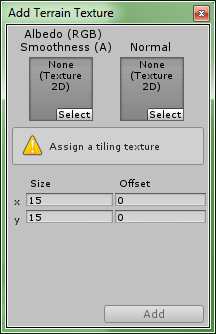 Add Terrain Texture
Albedo (RGB)
Smoothness (A) Normal
None None
(Texture (Texture
2D) 2D)
Select Select
Assign a tiling texture
Size Offset
x 15 0
y 15 0
Add